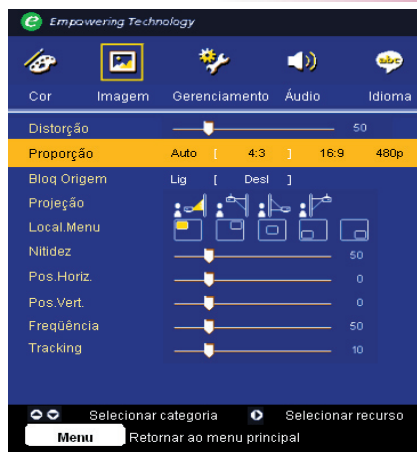 e Empowering Technology
abc
Cor Imagem Gerenciamento Áudio Idioma
Distorção 50
Proporção Auto [ 4:3 ] 16:9 480p
Bloq Origem Lig [ Desl ]
Projeção
Local.Menu
Nitidez 50
Pos.Horiz. 0
Pos.Vert. 0
Freqüência 50
Tracking 10
Selecionar categoria Selecionar recurso
Menu Retornar ao menu principal